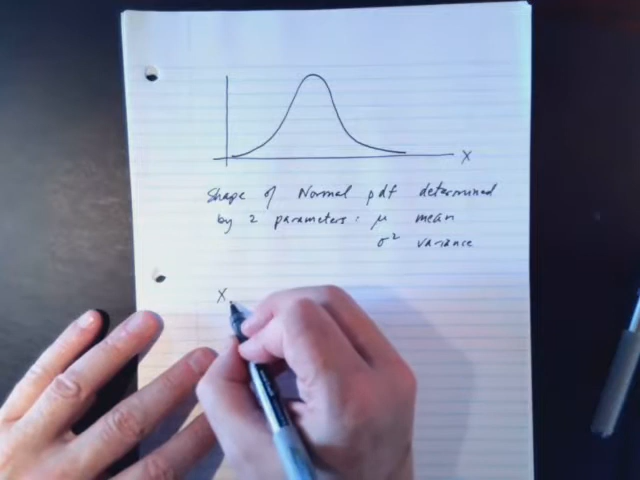 X
Shape of Normal pdf determined
by 2 parameters: μ mean
σ² variance
X